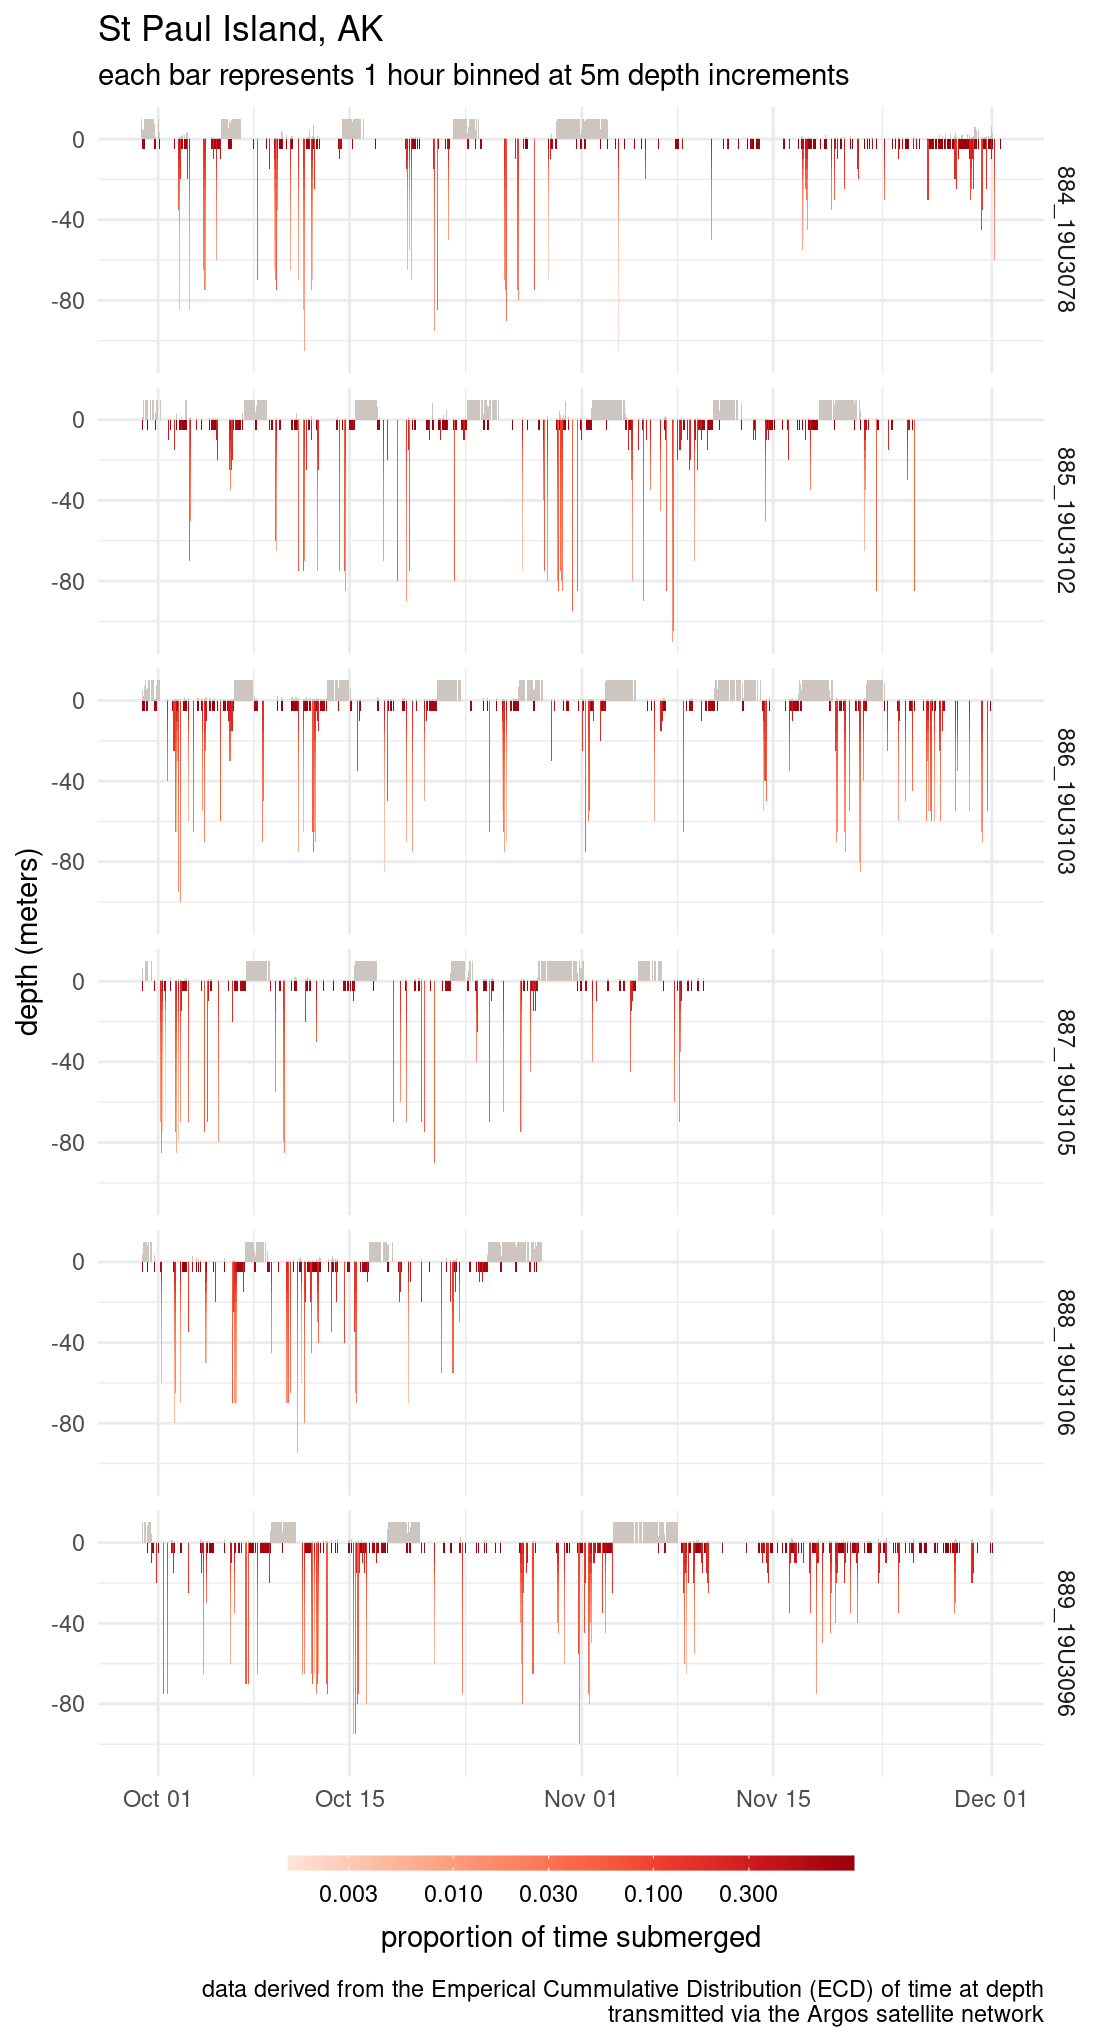 St Paul Island, AK
each bar represents 1 hour binned at 5m depth increments
0
-40
-80
884_19U3078
0
-40
-80
885_19U3102
0
-40
-80
886_19U3103
depth (meters)
0
-40
-80
887_19U3105
0
-40
-80
888_19U3106
0
-40
-80
889_19U3096
Oct 01 Oct 15 Nov 01 Nov 15 Dec 01
0.003 0.010 0.030 0.100 0.300
proportion of time submerged
data derived from the Emperical Cummulative Distribution (ECD) of time at depth
transmitted via the Argos satellite network